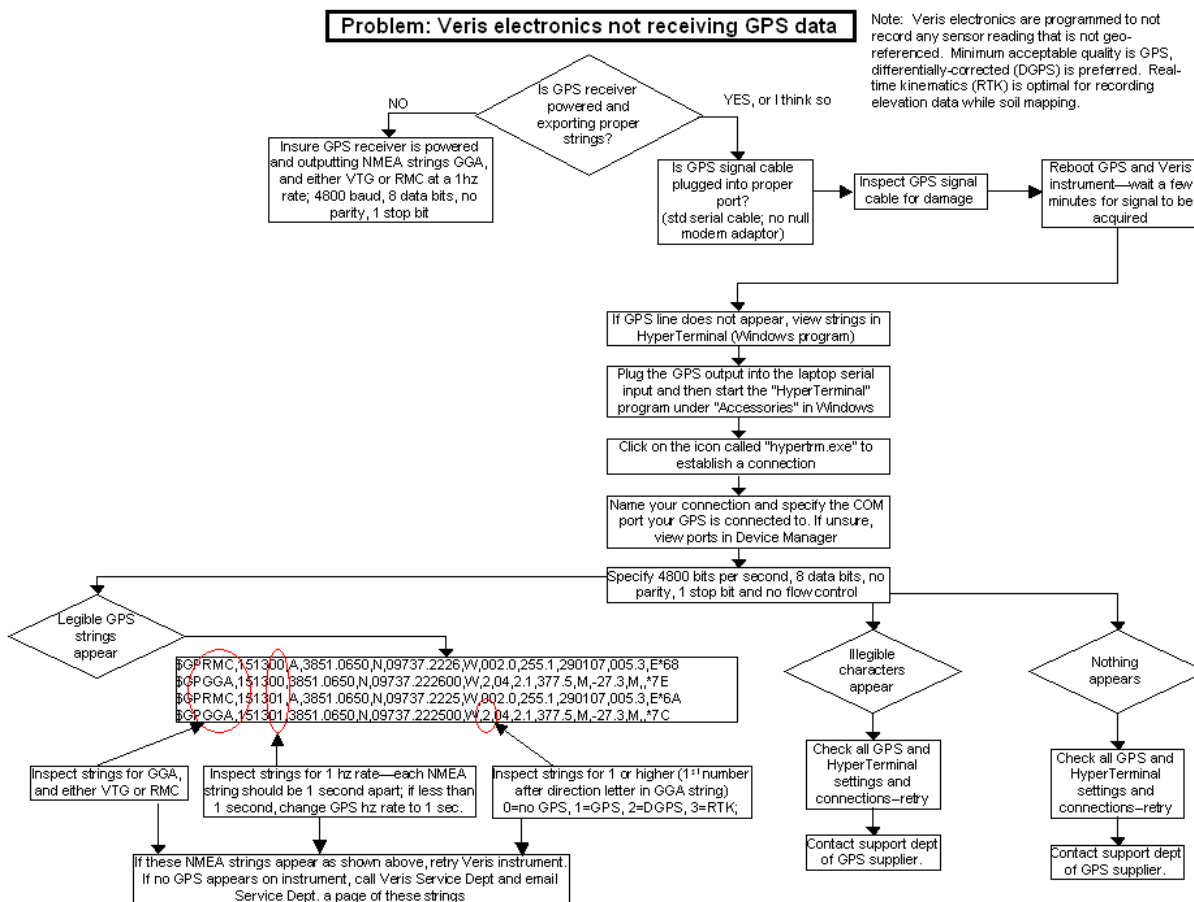 Problem: Veris electronics not receiving GPS data
Note: Veris electronics are programmed to not
record any sensor reading that is not geo-
referenced. Minimum acceptable quality is GPS,
differentially-corrected (DGPS) is preferred. Real-
time kinematics (RTK) is optimal for recording
elevation data while soil mapping.
Is GPS receiver
powered and
exporting proper
strings?
NO
YES, or I think so
Insure GPS receiver is powered
and outputting NMEA strings GGA,
and either VTG or RMC at a 1hz
rate; 4800 baud, 8 data bits, no
parity, 1 stop bit
Is GPS signal cable
plugged into proper
port?
(std serial cable; no null
modem adaptor)
Inspect GPS signal
cable for damage
Reboot GPS and Veris
instrument—wait a few
minutes for signal to be
acquired
If GPS line does not appear, view strings in
HyperTerminal (Windows program)
Plug the GPS output into the laptop serial
input and then start the "HyperTerminal"
program under "Accessories" in Windows
Click on the icon called "hypertrm.exe" to
establish a connection
Name your connection and specify the COM
port your GPS is connected to. If unsure,
view ports in Device Manager
Specify 4800 bits per second, 8 data bits, no
parity, 1 stop bit and no flow control
Legible GPS
strings
appear
$GPRMC,151300,A,3851.0650,N,09737.2226,W,002.0,255.1,290107,005.3,E*68
$GPGGA,151300,3851.0650,N,09737.222600,W,2,04,2.1,377.5,M,-27.3,M,,*7E
$GPRMC,151301,A,3851.0650,N,09737.2225,W,002.0,255.1,290107,005.3,E*6A
$GPGGA,151301,3851.0650,N,09737.222500,W,2,04,2.1,377.5,M,-27.3,M,,*7C
Illegible
characters
appear
Nothing
appears
Inspect strings for GGA,
and either VTG or RMC
Inspect strings for 1 hz rate—each NMEA
string should be 1 second apart; if less than
1 second, change GPS hz rate to 1 sec.
Inspect strings for 1 or higher (1st number
after direction letter in GGA string)
0=no GPS, 1=GPS, 2=DGPS, 3=RTK;
Check all GPS and
HyperTerminal
settings and
connections–retry
Check all GPS and
HyperTerminal
settings and
connections–retry
Contact support dept
of GPS supplier.
Contact support dept
of GPS supplier.
If these NMEA strings appear as shown above, retry Veris instrument.
If no GPS appears on instrument, call Veris Service Dept and email
Service Dept. a page of these strings